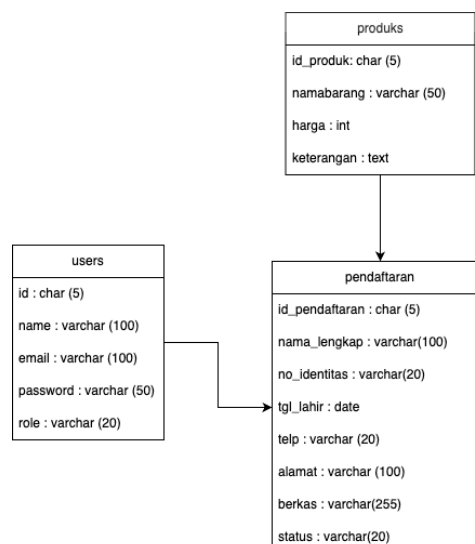 produks
id_produk: char (5)
namabarang : varchar (50)
harga : int
keterangan : text
users
id : char (5)
name : varchar (100)
email : varchar (100)
password : varchar (50)
role : varchar (20)
pendaftaran
id_pendaftaran : char (5)
nama_lengkap : varchar(100)
no_identitas : varchar(20)
tgl_lahir : date
telp : varchar (20)
alamat : varchar (100)
berkas : varchar(255)
status : varchar(20)